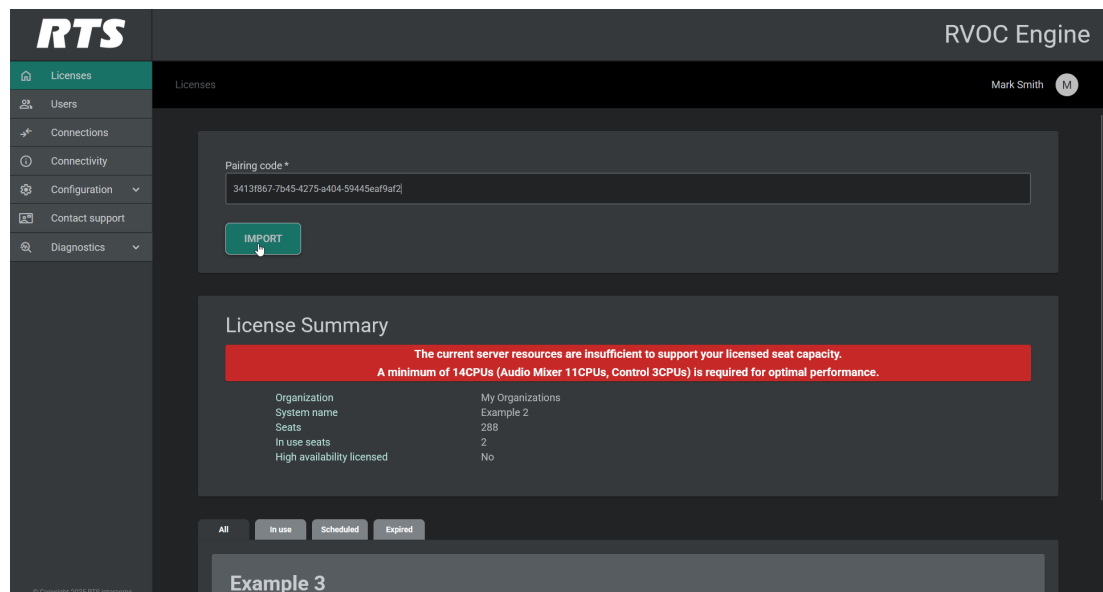 RTS
RVOC Engine
Licenses
Users
Connections
Connectivity
Configuration
Contact support
Diagnostics
Licenses
Mark Smith M
Pairing code *
3413f867-7b45-4275-a404-59445eaf9af2
IMPORT
License Summary
The current server resources are insufficient to support your licensed seat capacity.
A minimum of 14CPUs (Audio Mixer 11CPUs, Control 3CPUs) is required for optimal performance.
Organization My Organizations
System name Example 2
Seats 288
In use seats 2
High availability licensed No
All In use Scheduled Expired
Example 3
© Copyright 2025 RTS